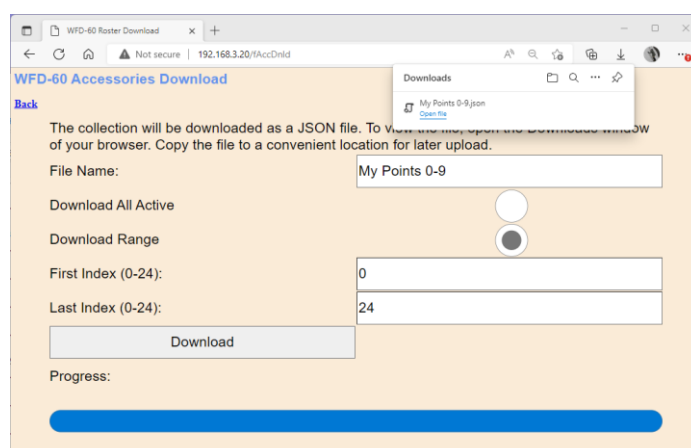 WFD-60 Roster Download
Not secure
192.168.3.20/fAccDnld
WFD-60 Accessories Download
Downloads
My Points 0-9.json
Open file
Back
The collection will be downloaded as a JSON file. To view the file, open the Downloads window
of your browser. Copy the file to a convenient location for later upload.
File Name:
My Points 0-9
Download All Active
Download Range
First Index (0-24):
0
Last Index (0-24):
24
Download
Progress: